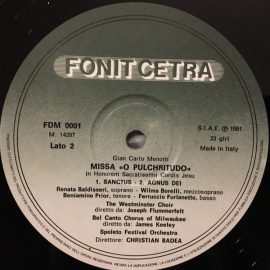 FONIT CETRA
FDM 0001
M. 14397
Lato 2
S.I.A.E. Ⓟ 1981
33 giri
Made in Italy
Gian Carlo Menotti
MISSA «O PULCHRITUDO»
In Honorem Sacratissimi Cordis Jesu
1. SANCTUS - 2. AGNUS DEI
Renata Baldisseri, soprano - Wilma Borelli, mezzosoprano
Beniamino Prior, tenore - Ferruccio Furlanetto, basso
The Westminster Choir
diretto da: Joseph Flummerfelt
Bel Canto Chorus of Milwaukee
diretto da: James Keeley
Spoleto Festival Orchestra
Direttore: CHRISTIAN BADEA